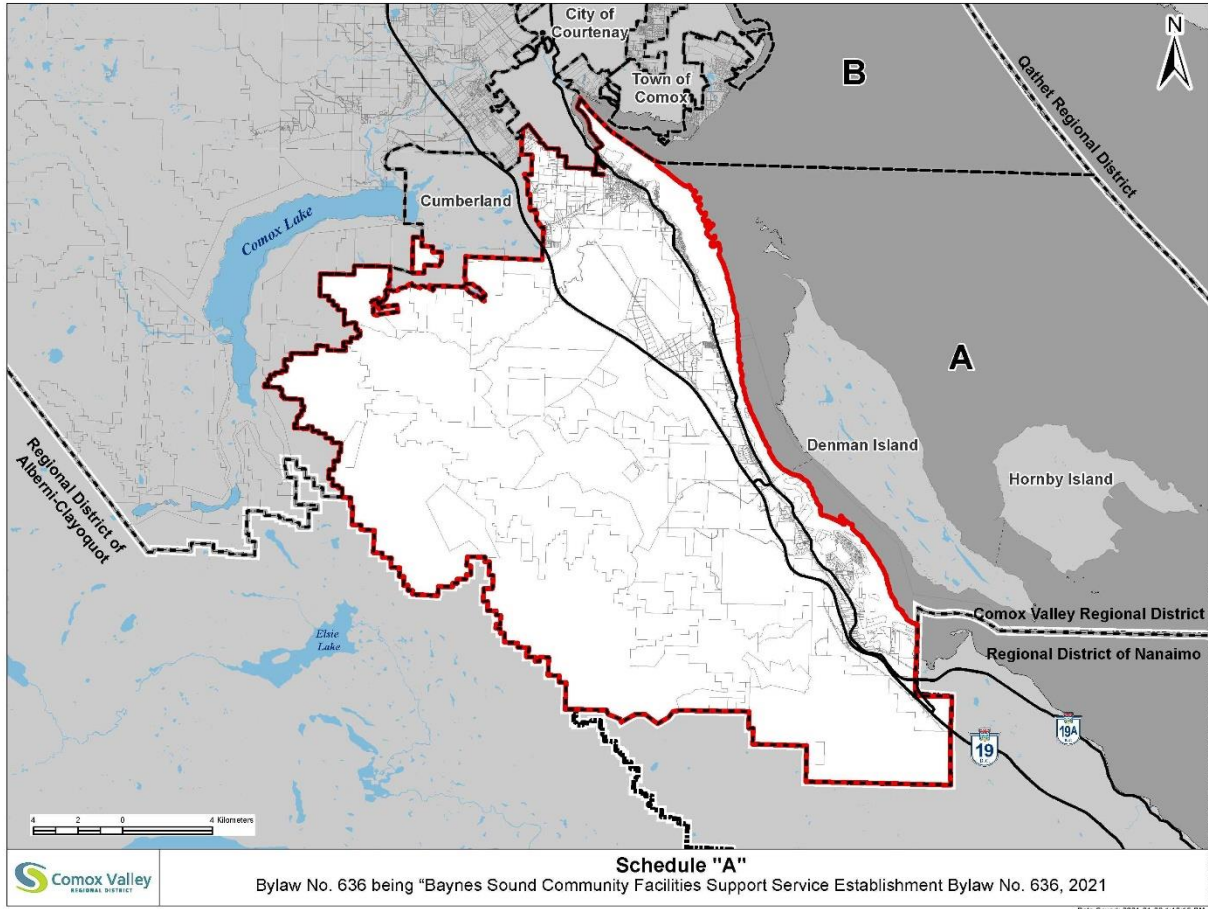 City of
Courtenay
Town of
Comox
B
N
Qathet Regional District
Cumberland
Comox Lake
A
Denman Island
Hornby Island
Regional District of
Alberni-Clayoquot
Elsie
Lake
Comox Valley Regional District
Regional District of Nanaimo
19
B.C.
19A
4 2 0 4 Kilometers
Comox Valley
REGIONAL DISTRICT
Schedule "A"
Bylaw No. 636 being “Baynes Sound Community Facilities Support Service Establishment Bylaw No. 636, 2021